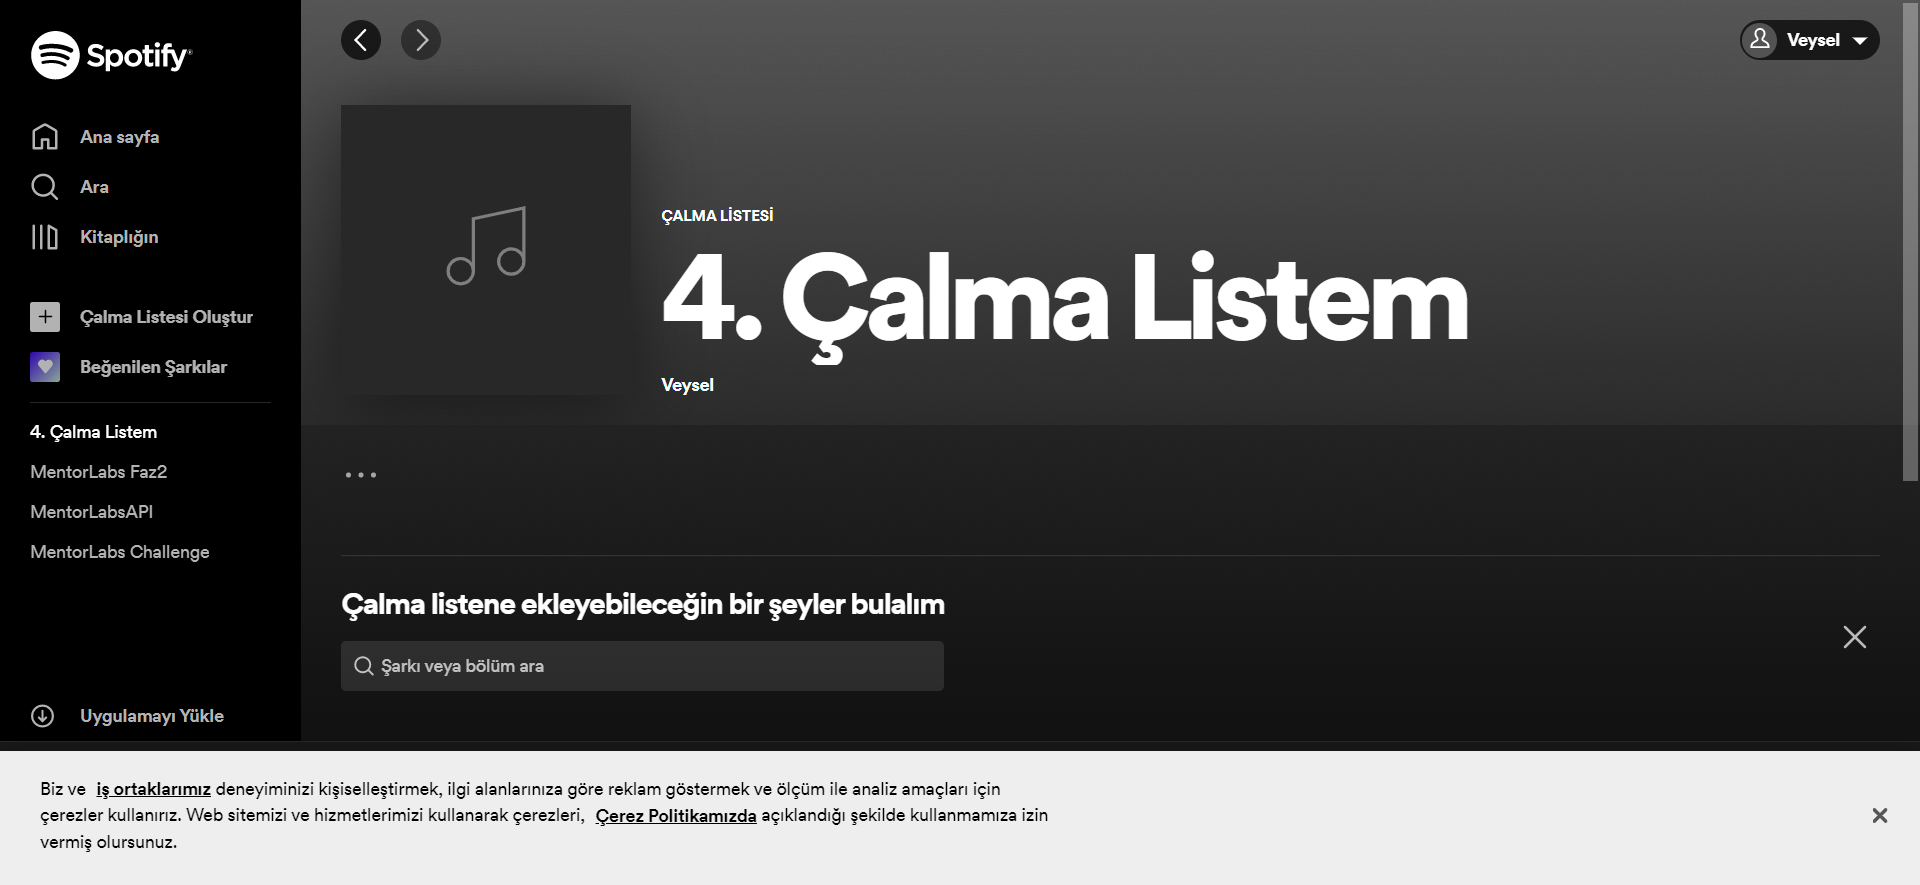 Spotify
Ana sayfa
Ara
Kitaplığın
Çalma Listesi Oluştur
Beğenilen Şarkılar
4. Çalma Listem
MentorLabs Faz2
MentorLabsAPI
MentorLabs Challenge
Uygulamayı Yükle
Veysel
ÇALMA LİSTESİ
4. Çalma Listem
Veysel
Çalma listene ekleyebileceğin bir şeyler bulalım
Şarkı veya bölüm ara
Biz ve iş ortaklarımız deneyiminizi kişiselleştirmek, ilgi alanlarınıza göre reklam göstermek ve ölçüm ile analiz amaçları için
çerezler kullanırız. Web sitemizi ve hizmetlerimizi kullanarak çerezleri, Çerez Politikamızda açıklandığı şekilde kullanmamıza izin
vermiş olursunuz.